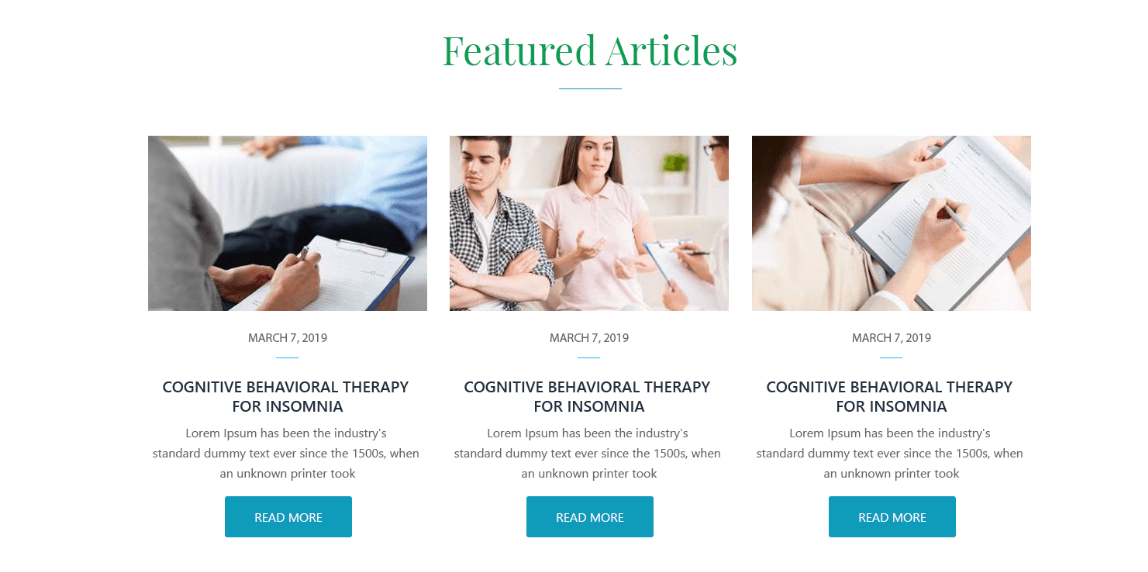 Featured Articles
MARCH 7, 2019
COGNITIVE BEHAVIORAL THERAPY
FOR INSOMNIA
Lorem Ipsum has been the industry's
standard dummy text ever since the 1500s, when
an unknown printer took
READ MORE
MARCH 7, 2019
COGNITIVE BEHAVIORAL THERAPY
FOR INSOMNIA
Lorem Ipsum has been the industry's
standard dummy text ever since the 1500s, when
an unknown printer took
READ MORE
MARCH 7, 2019
COGNITIVE BEHAVIORAL THERAPY
FOR INSOMNIA
Lorem Ipsum has been the industry's
standard dummy text ever since the 1500s, when
an unknown printer took
READ MORE